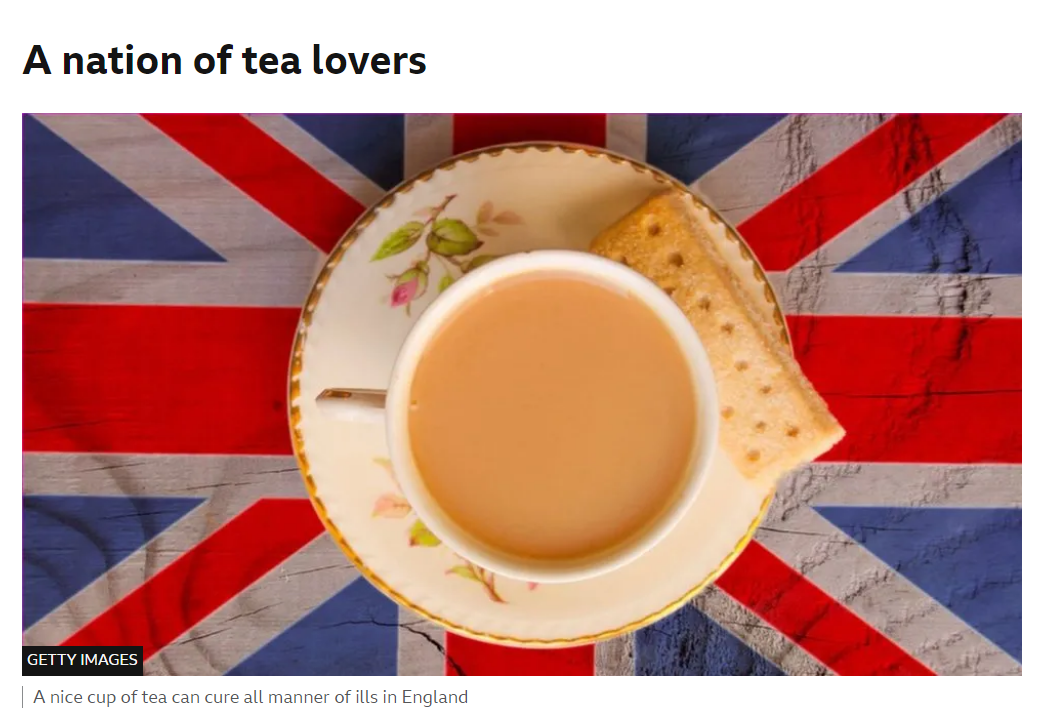 A nation of tea lovers
GETTY IMAGES
A nice cup of tea can cure all manner of ills in England